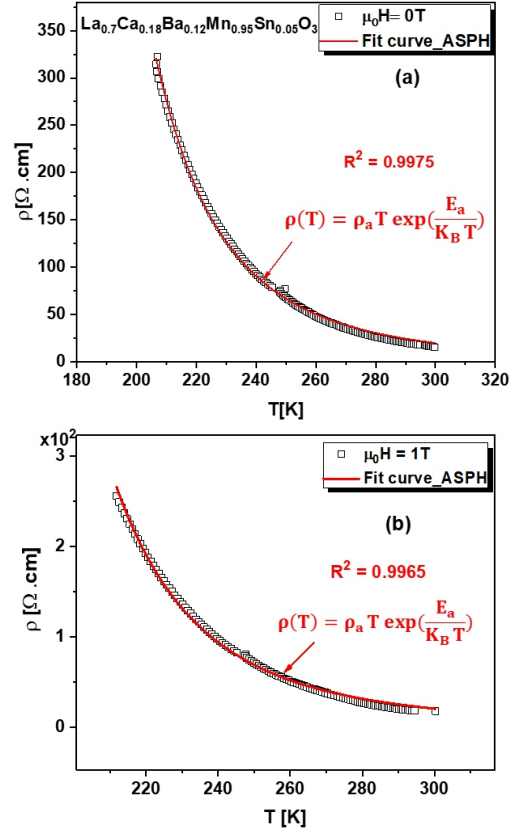 La0.7Ca0.18Ba0.12Mn0.95Sn0.05O3
μ0H= 0T
Fit curve_ASPH
(a)
R2 = 0.9975
ρ(T) = ρa T exp(Ea/KB T)
ρ[Ω .cm]
350
300
250
200
150
100
50
0
180 200 220 240 260 280 300 320
T[K]
x102
μ0H = 1T
Fit curve_ASPH
(b)
R2 = 0.9965
ρ(T) = ρa T exp(Ea/KB T)
ρ [Ω .cm]
3
2
1
0
220 240 260 280 300
T [K]